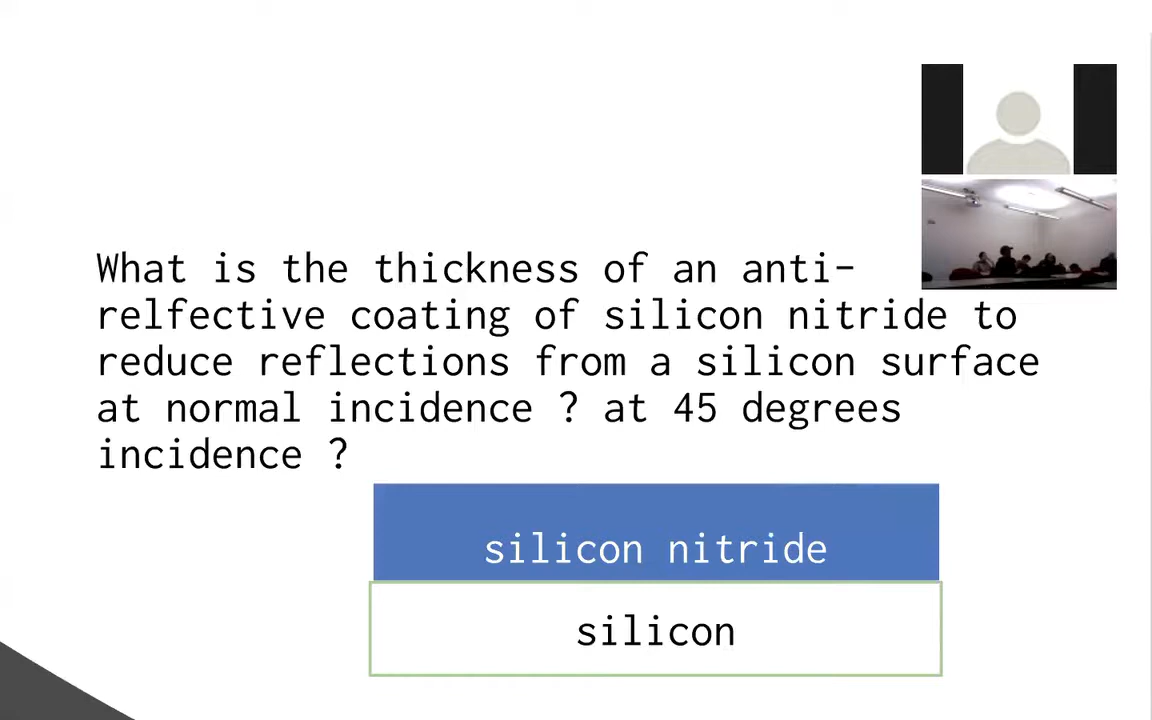 What is the thickness of an anti-
relfective coating of silicon nitride to
reduce reflections from a silicon surface
at normal incidence ? at 45 degrees
incidence ?
silicon nitride
silicon